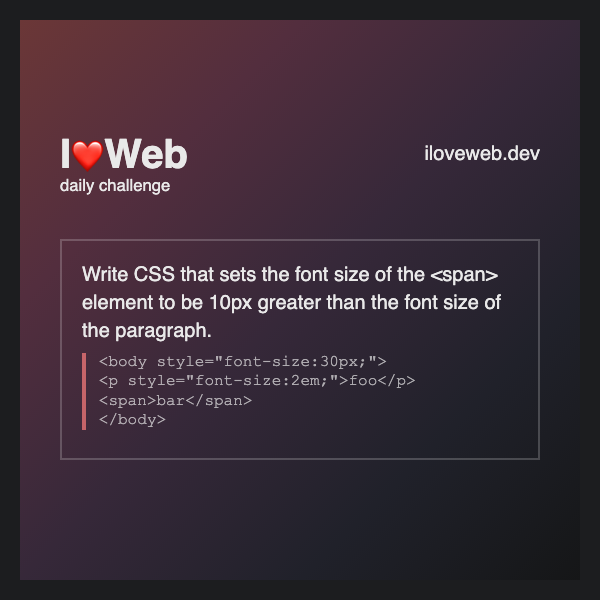 I❤️Web
iloveweb.dev
daily challenge
Write CSS that sets the font size of the <span>
element to be 10px greater than the font size of
the paragraph.
<body style="font-size:30px;">
<p style="font-size:2em;">foo</p>
<span>bar</span>
</body>